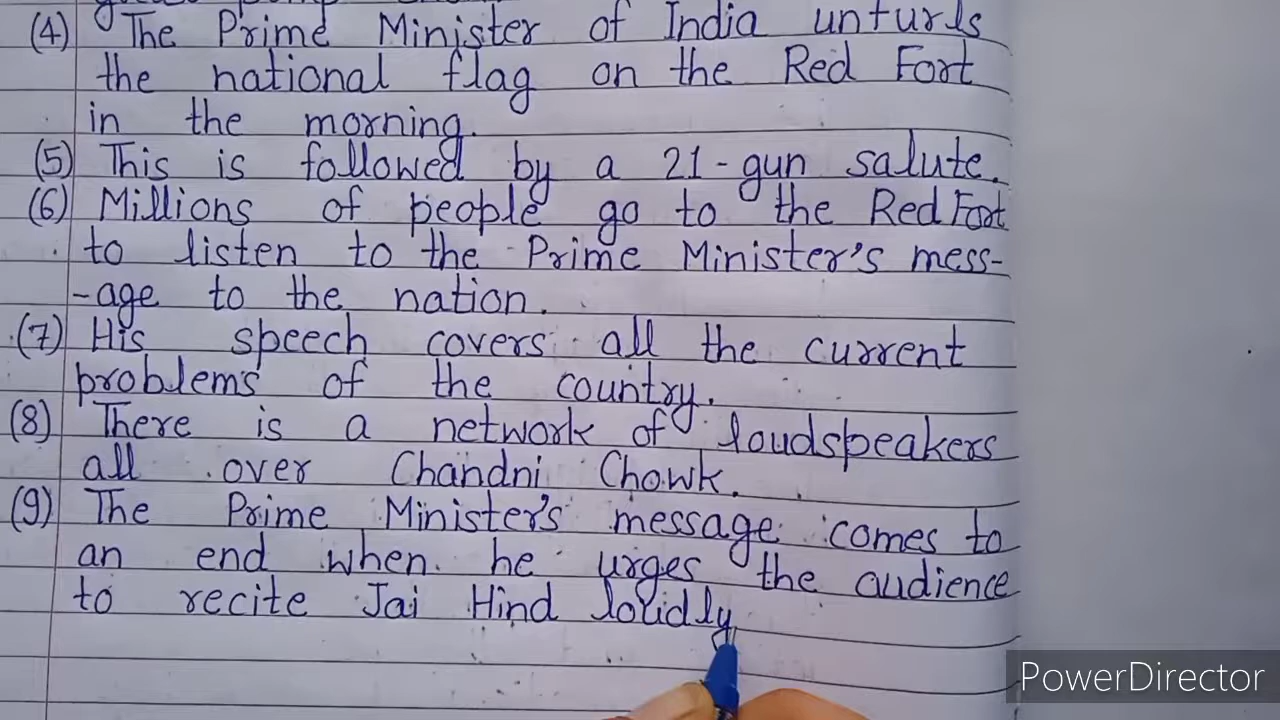 (4) The Prime Minister of India unfurls
the national flag on the Red Fort
in the morning.
(5) This is followed by a 21-gun salute.
(6) Millions of people go to the Red Fort
to listen to the Prime Minister's mess-
-age to the nation.
(7) His speech covers all the current
problems of the country.
(8) There is a network of loudspeakers
all over Chandni Chowk.
(9) The Prime Minister's message comes to
an end when he urges the audience
to recite Jai Hind loudly
PowerDirector